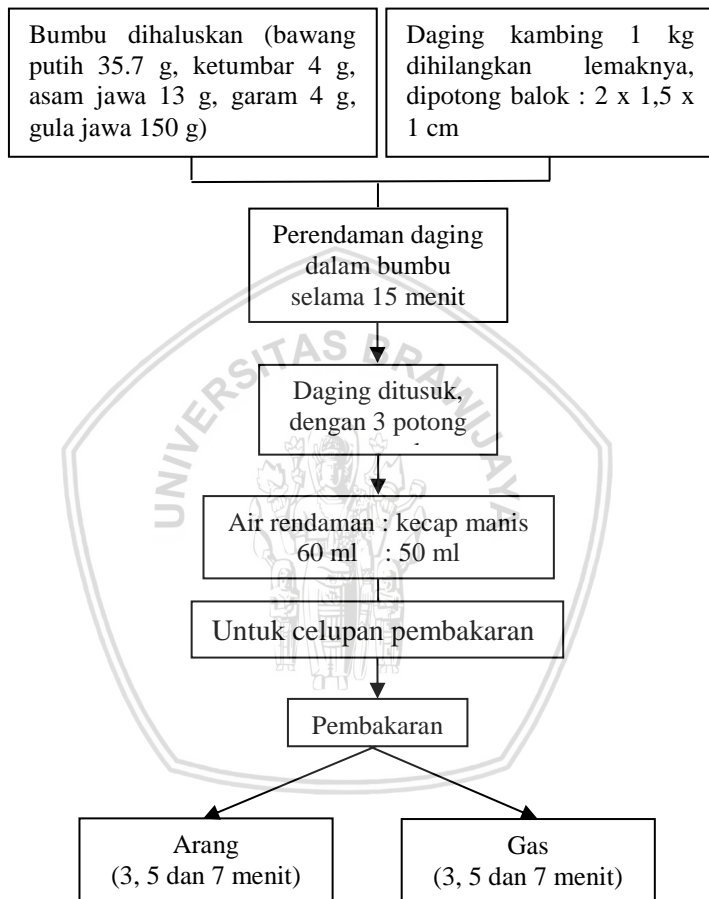 Bumbu dihaluskan (bawang
putih 35.7 g, ketumbar 4 g,
asam jawa 13 g, garam 4 g,
gula jawa 150 g)
Daging kambing 1 kg
dihilangkan lemaknya,
dipotong balok : 2 x 1,5 x
1 cm
Perendaman daging
dalam bumbu
selama 15 menit
UNIVERSITAS BRAWIJAYA
Daging ditusuk,
dengan 3 potong
Air rendaman : kecap manis
60 ml : 50 ml
Untuk celupan pembakaran
Pembakaran
Arang
(3, 5 dan 7 menit)
Gas
(3, 5 dan 7 menit)